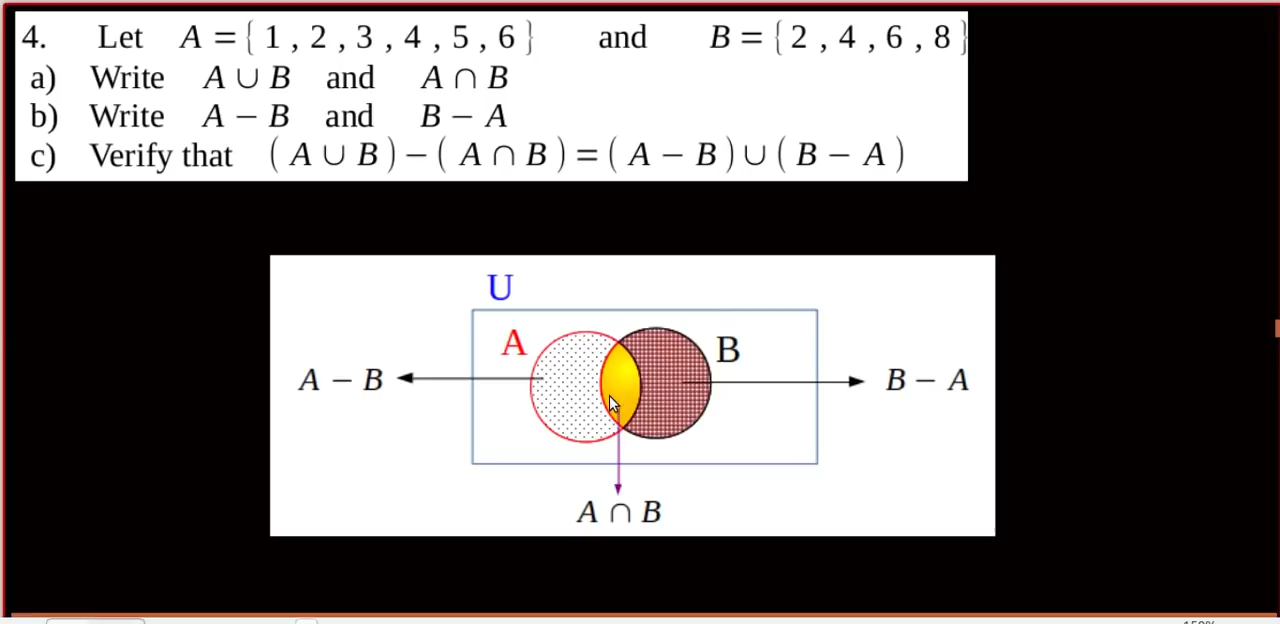 4. Let A = { 1 , 2 , 3 , 4 , 5 , 6 } and B = { 2 , 4 , 6 , 8 }
a) Write A ∪ B and A ∩ B
b) Write A − B and B − A
c) Verify that ( A ∪ B ) − ( A ∩ B ) = ( A − B ) ∪ ( B − A )
U
A
B
A − B
B − A
A ∩ B